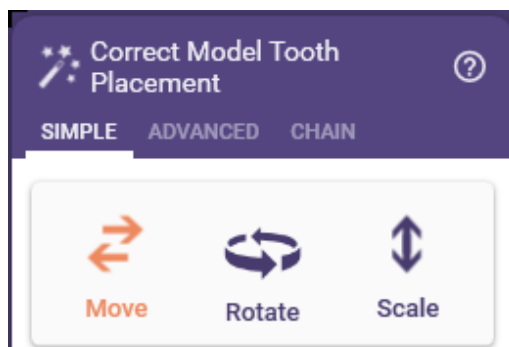 Correct Model Tooth
Placement
SIMPLE ADVANCED CHAIN
Move Rotate Scale